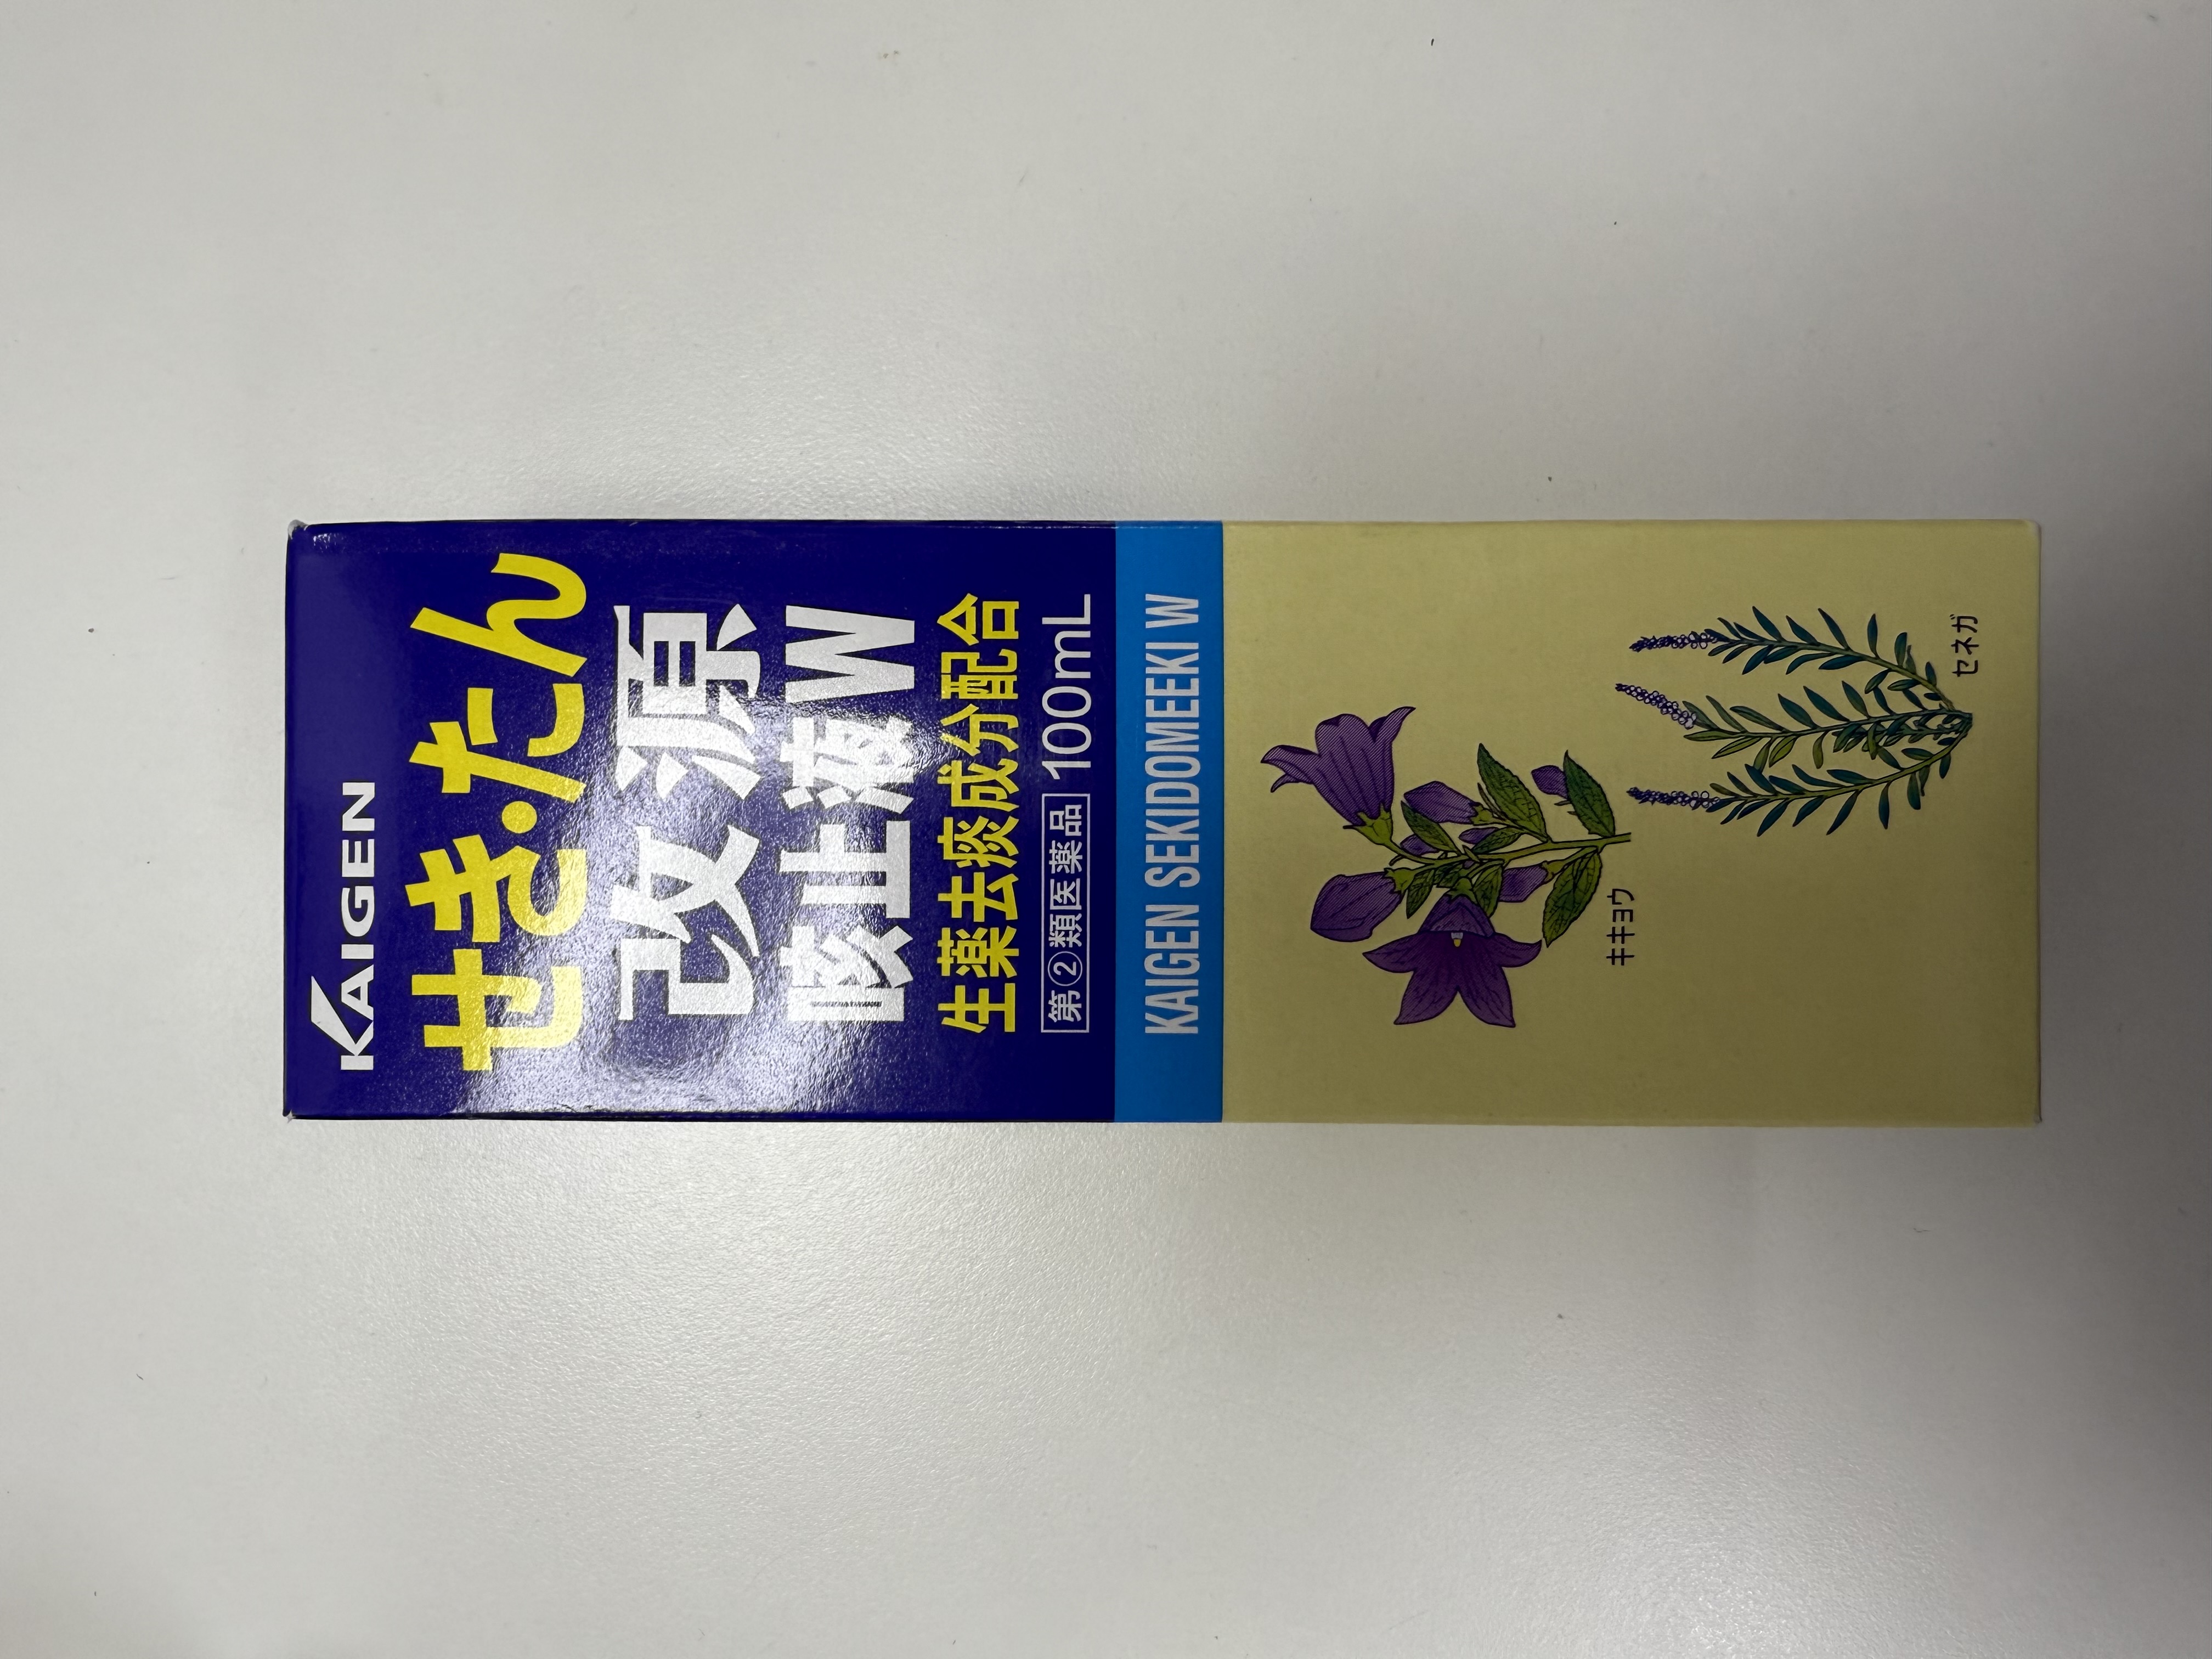 KAIGEN
せき・たん
改源
咳止液W
生薬去痰成分配合
第②類医薬品 100mL
KAIGEN SEKIDOMEEKI W
キキョウ
セネガ